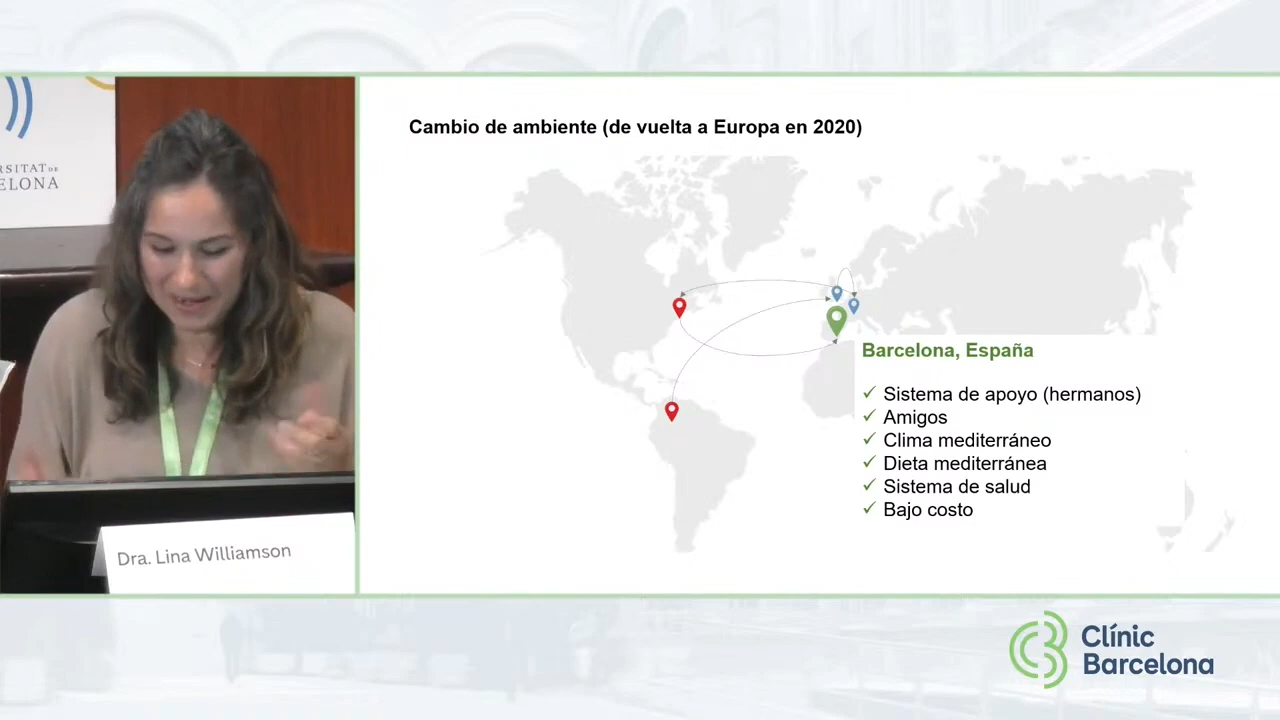 Cambio de ambiente (de vuelta a Europa en 2020)
Barcelona, España
✓ Sistema de apoyo (hermanos)
✓ Amigos
✓ Clima mediterráneo
✓ Dieta mediterránea
✓ Sistema de salud
✓ Bajo costo
Dra. Lina Williamson
Clínic
Barcelona